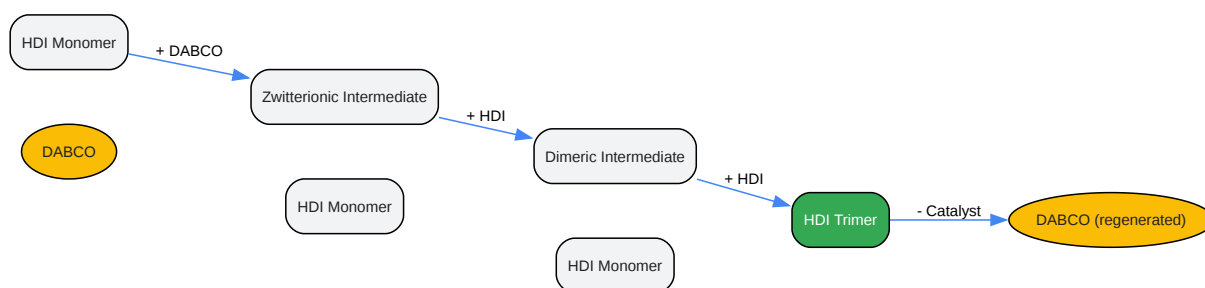 HDI Monomer
+ DABCO
DABCO
Zwitterionic Intermediate
+ HDI
HDI Monomer
Dimeric Intermediate
+ HDI
HDI Monomer
HDI Trimer
- Catalyst
DABCO (regenerated)